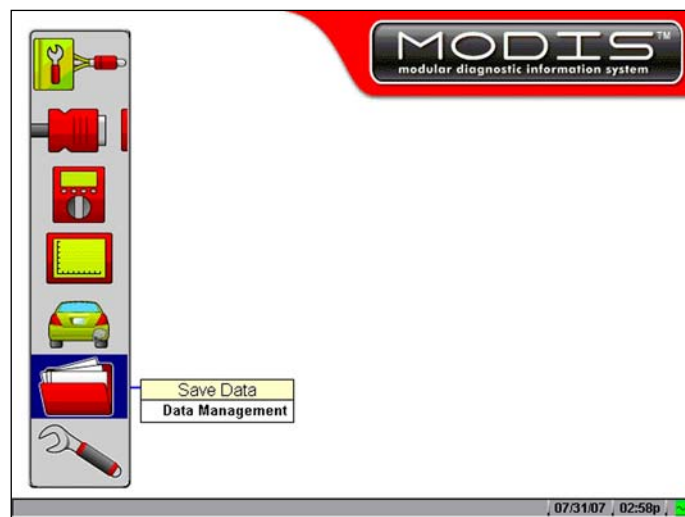 MODIS™
modular diagnostic information system
Save Data
Data Management
07/31/07 02:58p